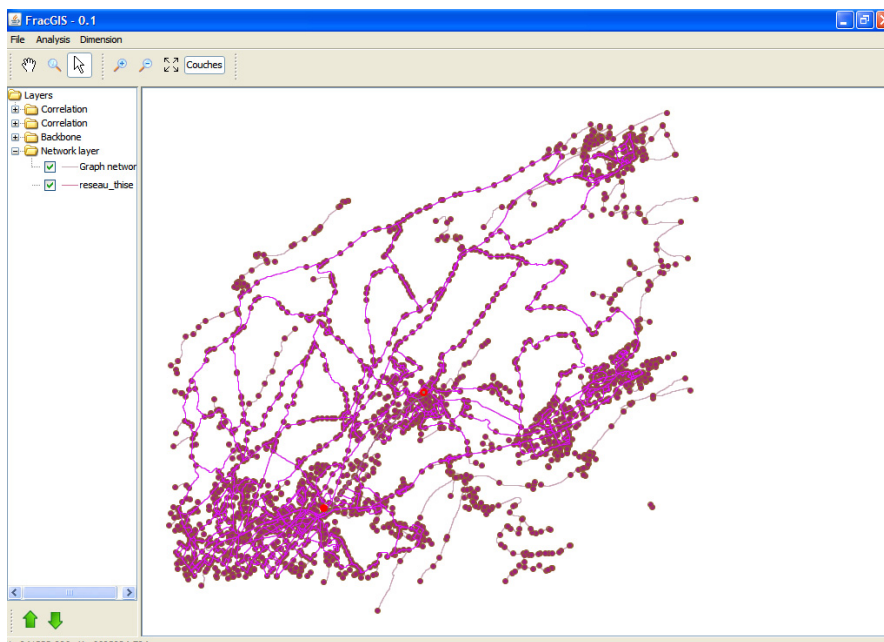 FracGIS - 0.1
File Analysis Dimension
Couches
Layers
Correlation
Correlation
Backbone
Network layer
Graph networ
reseau_thise